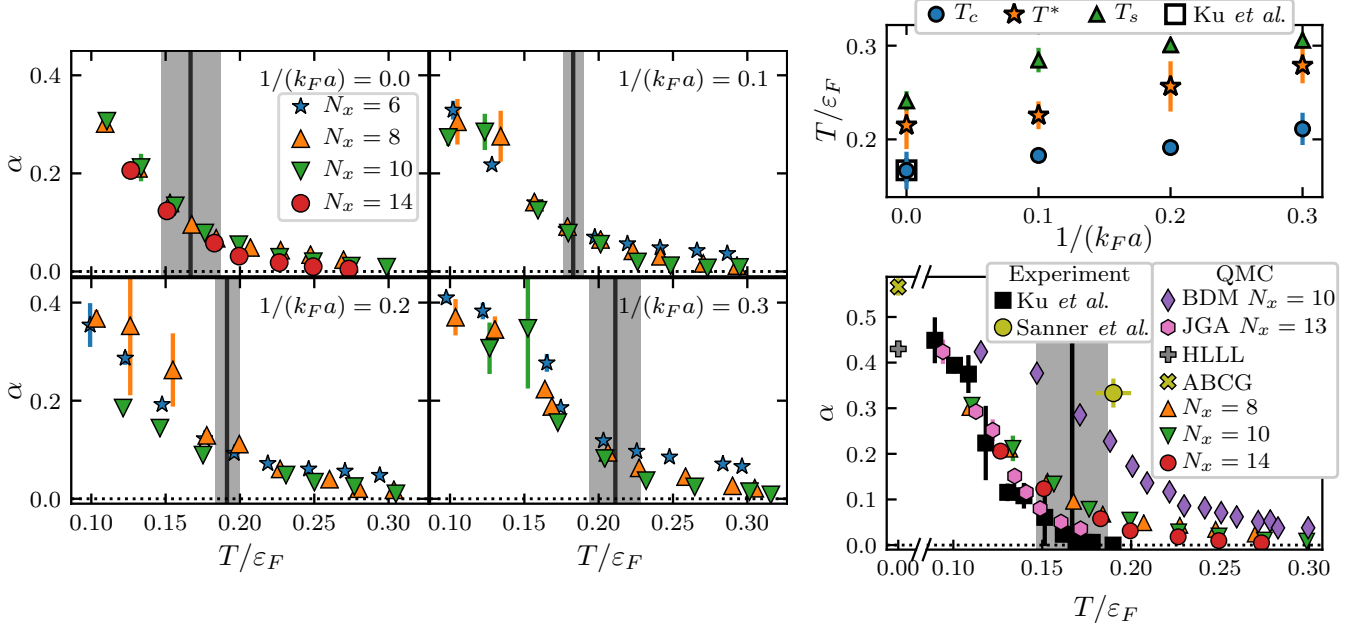 1/(k_F a) = 0.0
N_x = 6
N_x = 8
N_x = 10
N_x = 14
α
0.4
0.2
0.0
1/(k_F a) = 0.1
1/(k_F a) = 0.2
α
0.4
0.2
0.0
0.10 0.15 0.20 0.25
T/ε_F
1/(k_F a) = 0.3
0.10 0.15 0.20 0.25 0.30
T/ε_F
T_c T* T_s Ku et al.
T/ε_F
0.3
0.2
0.0 0.1 0.2 0.3
1/(k_F a)
Experiment
Ku et al.
Sanner et al.
QMC
BDM N_x = 10
JGA N_x = 13
HLLL
ABCG
N_x = 8
N_x = 10
N_x = 14
α
0.5
0.4
0.3
0.2
0.1
0.0
0.00 0.10 0.15 0.20 0.25 0.30
T/ε_F